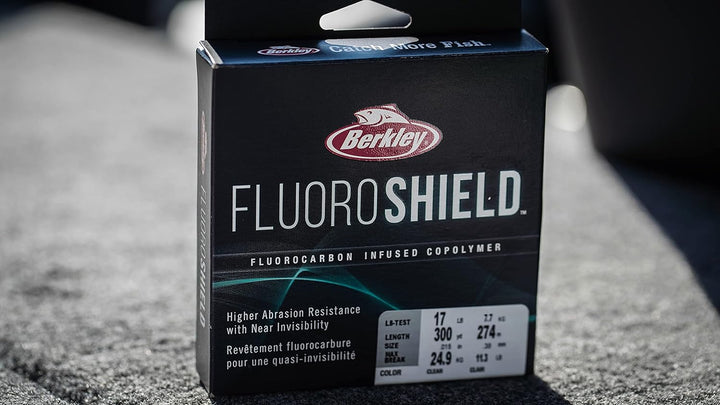 Berkley Catch More Fish.
Berkley
FLUOROSHIELD™
FLUOROCARBON INFUSED COPOLYMER
Higher Abrasion Resistance
with Near Invisibility
Revêtement fluorocarbure
pour une quasi-invisibilité
LB-TEST 17 LB 7.7 KG
LENGTH 300 yd 274 m
SIZE .015 in .38 mm
MAX BREAK 24.9 KG 11.3 LB
COLOR CLEAR CLAIR
FLUOROSHIELD